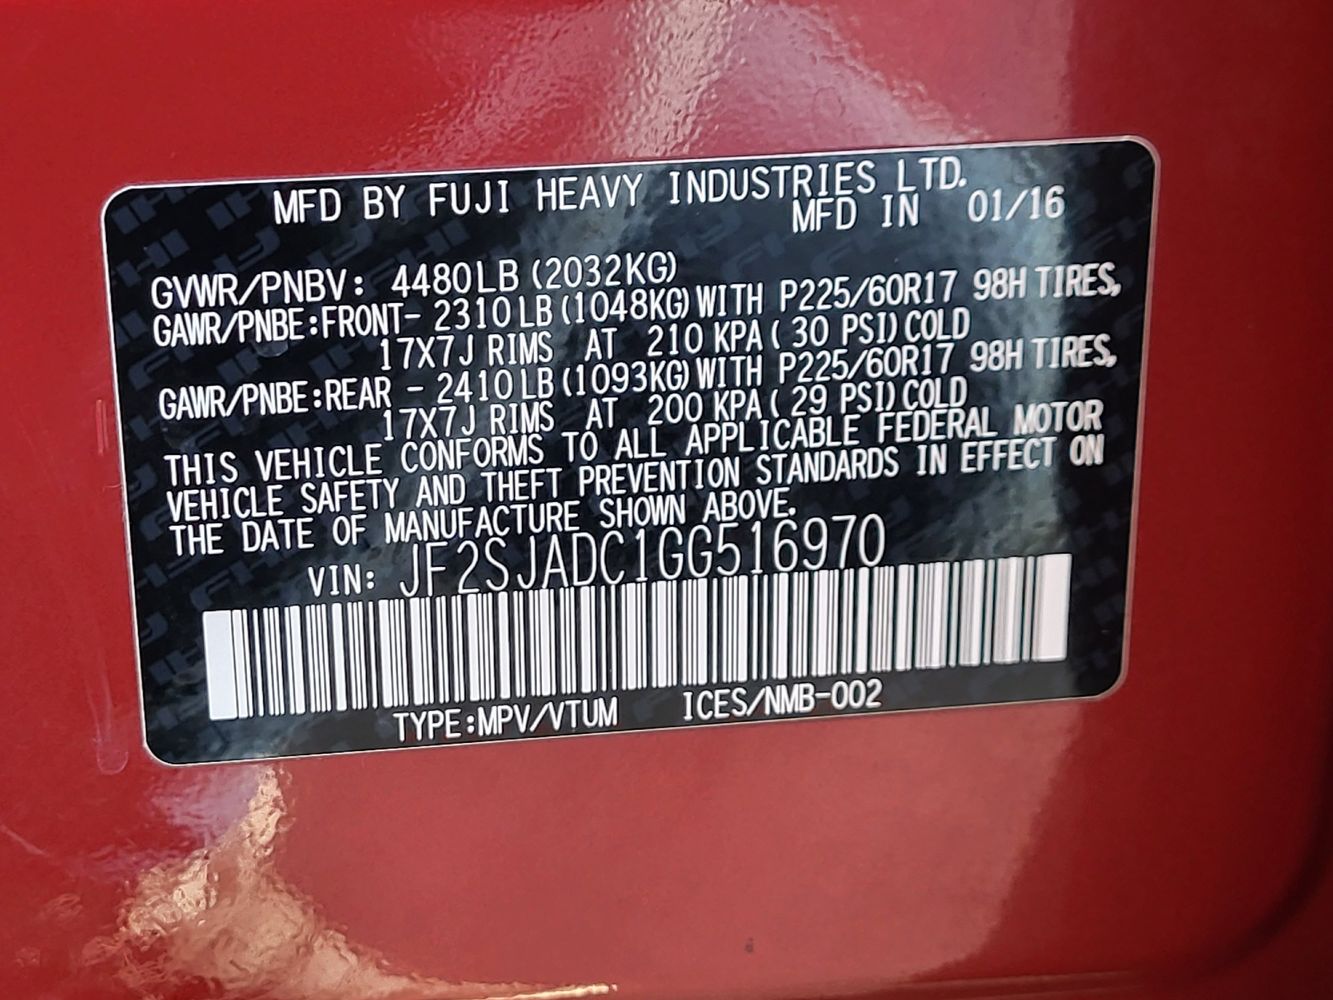 MFD BY FUJI HEAVY INDUSTRIES LTD.
MFD IN 01/16
GVWR/PNBV: 4480LB (2032KG)
GAWR/PNBE:FRONT- 2310LB (1048KG) WITH P225/60R17 98H TIRES,
17X7J RIMS AT 210 KPA ( 30 PSI) COLD
GAWR/PNBE:REAR - 2410LB (1093KG) WITH P225/60R17 98H TIRES,
17X7J RIMS AT 200 KPA ( 29 PSI) COLD
THIS VEHICLE CONFORMS TO ALL APPLICABLE FEDERAL MOTOR
VEHICLE SAFETY AND THEFT PREVENTION STANDARDS IN EFFECT ON
THE DATE OF MANUFACTURE SHOWN ABOVE.
VIN: JF2SJADC1GG516970
TYPE:MPV/VTUM ICES/NMB-002